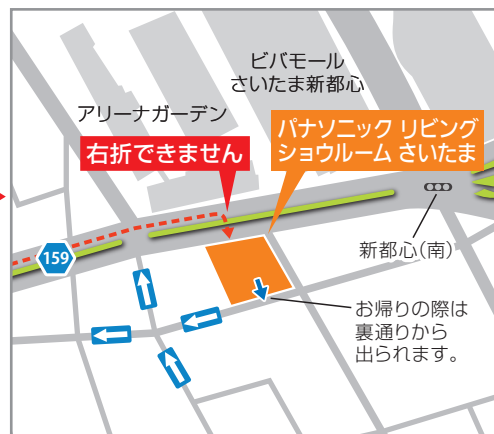 ビバモール
さいたま新都心
アリーナガーデン
右折できません
パナソニック リビング
ショウルーム さいたま
新都心(南)
159
お帰りの際は
裏通りから
出られます。